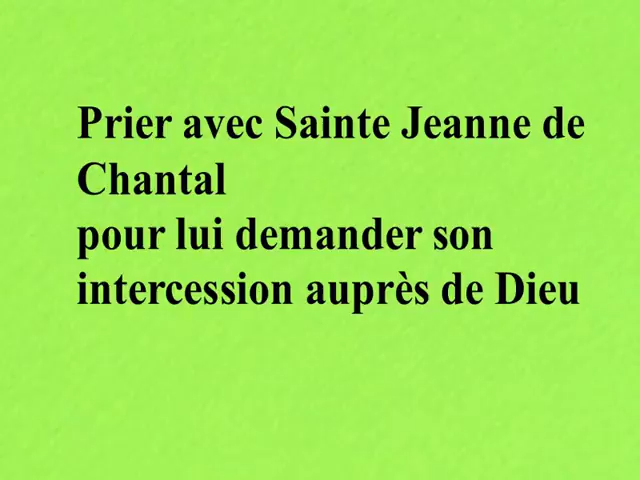 Prier avec Sainte Jeanne de
Chantal
pour lui demander son
intercession auprès de Dieu